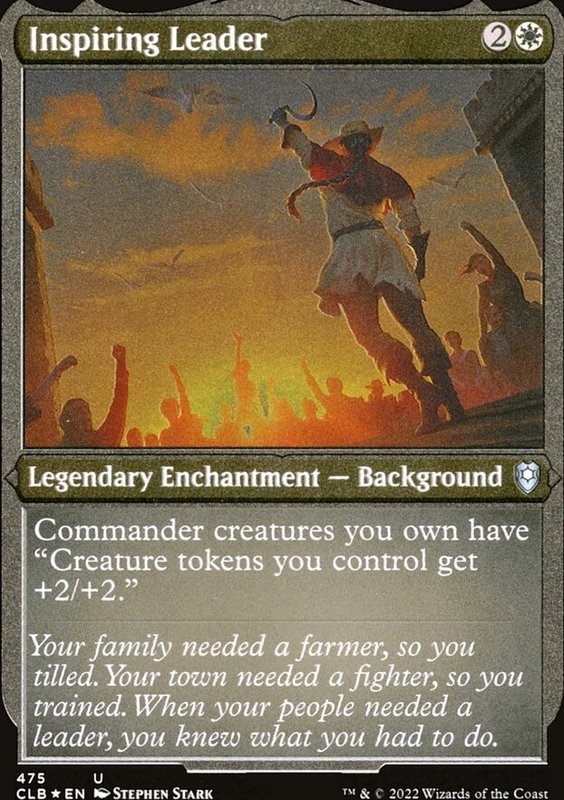 Inspiring Leader 2
Legendary Enchantment — Background
Commander creatures you own have
“Creature tokens you control get
+2/+2.”
Your family needed a farmer, so you
tilled. Your town needed a fighter, so you
trained. When your people needed a
leader, you knew what you had to do.
475 U
CLB ★ EN Stephen Stark ™ & © 2022 Wizards of the Coast